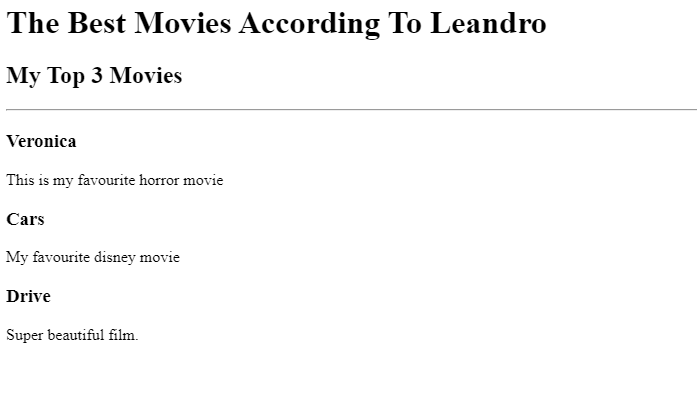 The Best Movies According To Leandro
My Top 3 Movies
Veronica
This is my favourite horror movie
Cars
My favourite disney movie
Drive
Super beautiful film.